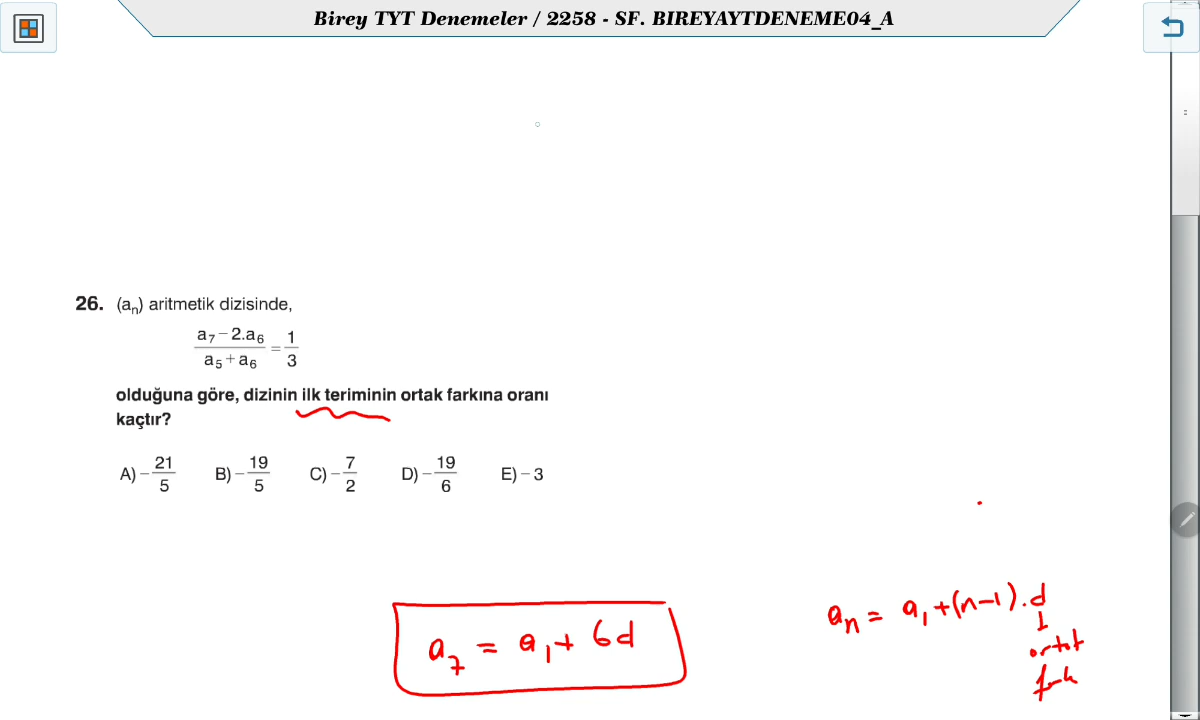 Birey TYT Denemeler / 2258 - SF. BIREYAYTDENEME04_A
26. (aₙ) aritmetik dizisinde,
a₇ − 2.a₆ / a₅ + a₆ = 1 / 3
olduğuna göre, dizinin ilk teriminin ortak farkına oranı
kaçtır?
A) − 21/5 B) − 19/5 C) − 7/2 D) − 19/6 E) − 3
aₙ = a₁ + (n−1).d
a₇ = a₁ + 6d